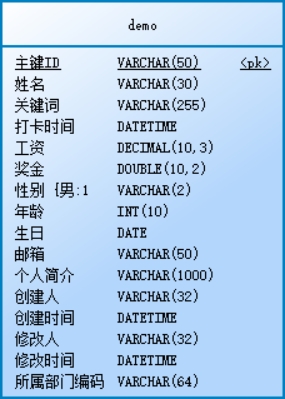 demo
主键ID VARCHAR(50) <pk>
姓名 VARCHAR(30)
关键词 VARCHAR(255)
打卡时间 DATETIME
工资 DECIMAL(10,3)
奖金 DOUBLE(10,2)
性别 {男:1 VARCHAR(2)
年龄 INT(10)
生日 DATE
邮箱 VARCHAR(50)
个人简介 VARCHAR(1000)
创建人 VARCHAR(32)
创建时间 DATETIME
修改人 VARCHAR(32)
修改时间 DATETIME
所属部门编码 VARCHAR(64)